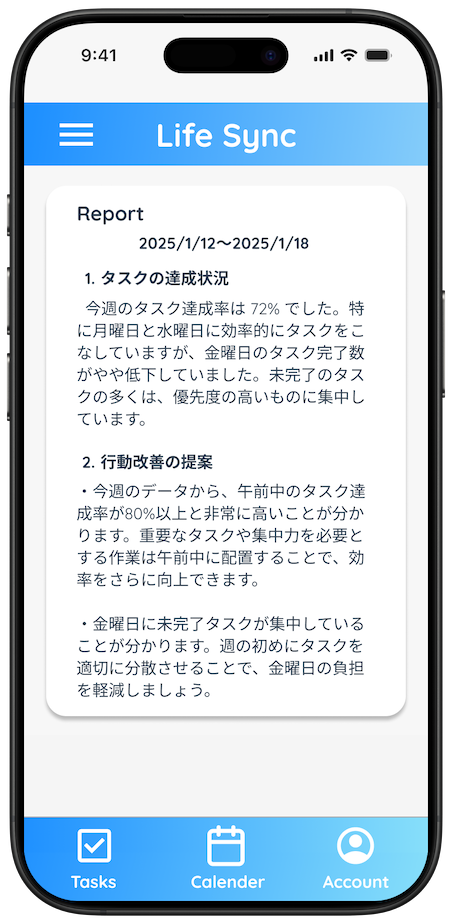 9:41
Life Sync
Report
2025/1/12〜2025/1/18
1. タスクの達成状況
今週のタスク達成率は 72% でした。特
に月曜日と水曜日に効率的にタスクをこ
なしていますが、金曜日のタスク完了数
がやや低下していました。未完了のタス
クの多くは、優先度の高いものに集中し
ています。
2. 行動改善の提案
・今週のデータから、午前中のタスク達
成率が80%以上と非常に高いことが分か
ります。重要なタスクや集中力を必要と
する作業は午前中に配置することで、効
率をさらに向上できます。
・金曜日に未完了タスクが集中している
ことが分かります。週の初めにタスクを
適切に分散させることで、金曜日の負担
を軽減しましょう。
Tasks
Calender
Account